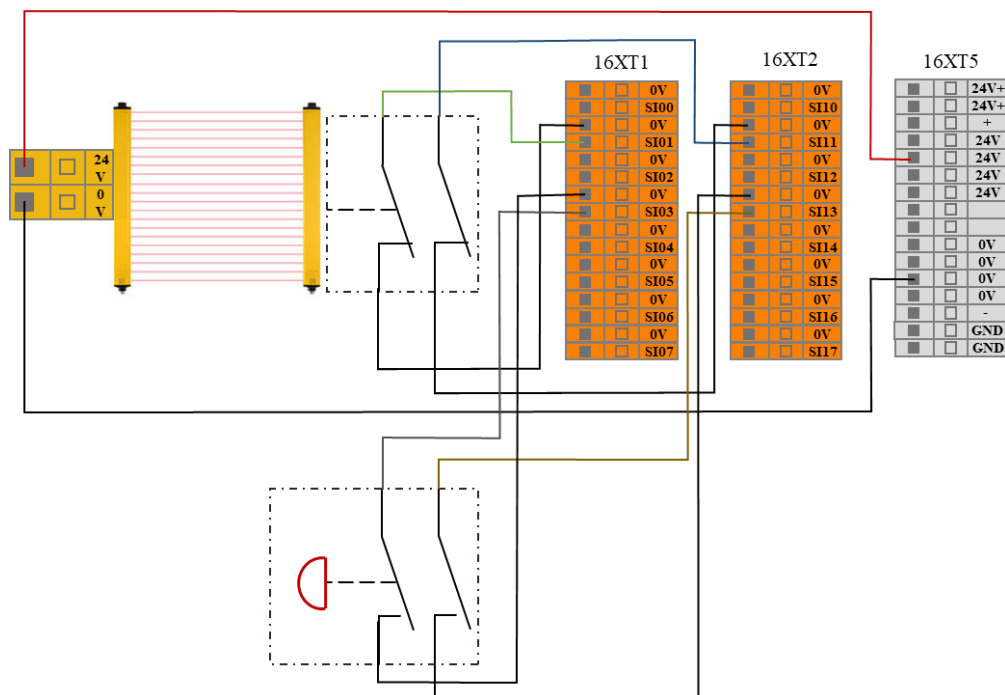 16XT1
16XT2
16XT5
24
V
0
V
0V
SI00
0V
SI01
0V
SI02
0V
SI03
0V
SI04
0V
SI05
0V
SI06
0V
SI07
0V
SI10
0V
SI11
0V
SI12
0V
SI13
0V
SI14
0V
SI15
0V
SI16
0V
SI17
24V+
24V+
+
24V
24V
24V
24V
0V
0V
0V
0V
-
GND
GND